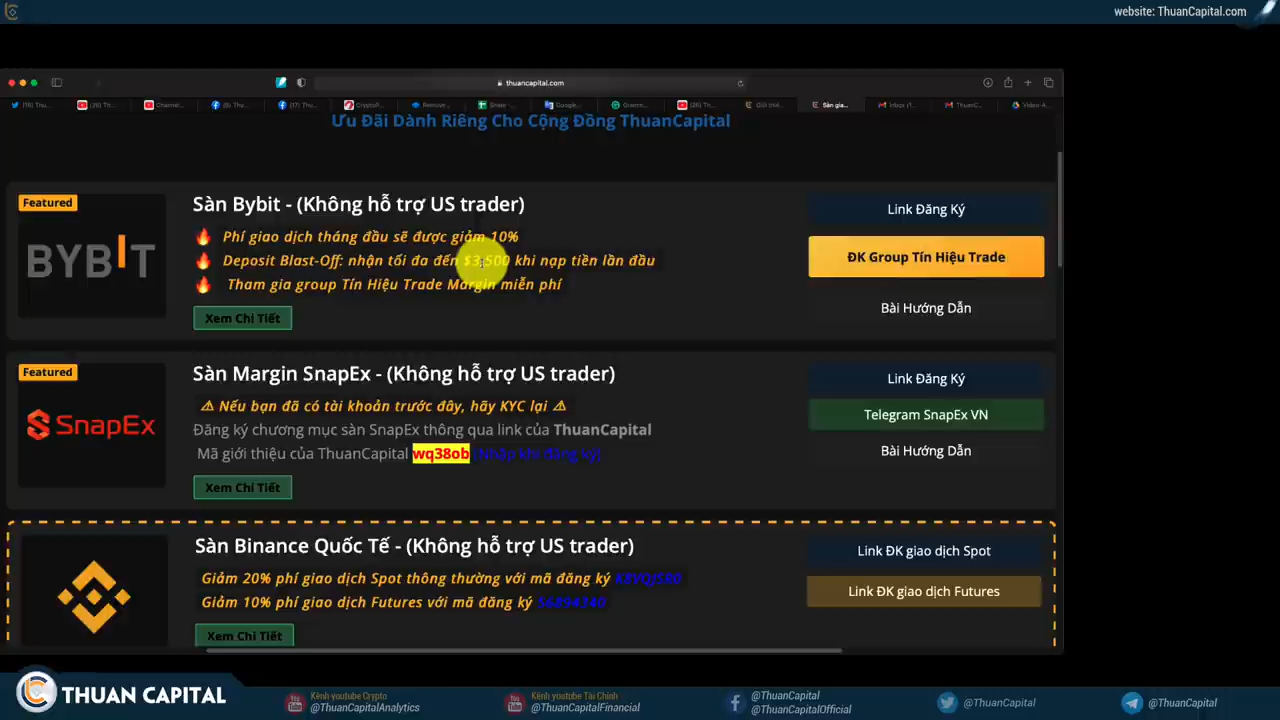 website: ThuanCapital.com
thuancapital.com
Ưu Đãi Dành Riêng Cho Cộng Đồng ThuanCapital
Featured
BYBIT
Sàn Bybit - (Không hỗ trợ US trader)
Phí giao dịch tháng đầu sẽ được giảm 10%
Deposit Blast-Off: nhận tối đa đến $3,500 khi nạp tiền lần đầu
Tham gia group Tín Hiệu Trade Margin miễn phí
Xem Chi Tiết
Link Đăng Ký
ĐK Group Tín Hiệu Trade
Bài Hướng Dẫn
Featured
SnapEx
Sàn Margin SnapEx - (Không hỗ trợ US trader)
⚠ Nếu bạn đã có tài khoản trước đây, hãy KYC lại ⚠
Đăng ký chương mục sàn SnapEx thông qua link của ThuanCapital
Mã giới thiệu của ThuanCapital wq38ob (Nhập khi đăng ký)
Xem Chi Tiết
Link Đăng Ký
Telegram SnapEx VN
Bài Hướng Dẫn
Sàn Binance Quốc Tế - (Không hỗ trợ US trader)
Giảm 20% phí giao dịch Spot thông thường với mã đăng ký
Giảm 10% phí giao dịch Futures với mã đăng ký
Xem Chi Tiết
Link ĐK giao dịch Spot
Link ĐK giao dịch Futures
THUAN CAPITAL
Kênh youtube Crypto
@ThuanCapitalAnalytics
Kênh youtube Tài Chính
@ThuanCapitalFinancial
@ThuanCapital
@ThuanCapitalOfficial
@ThuanCapital
@ThuanCapital